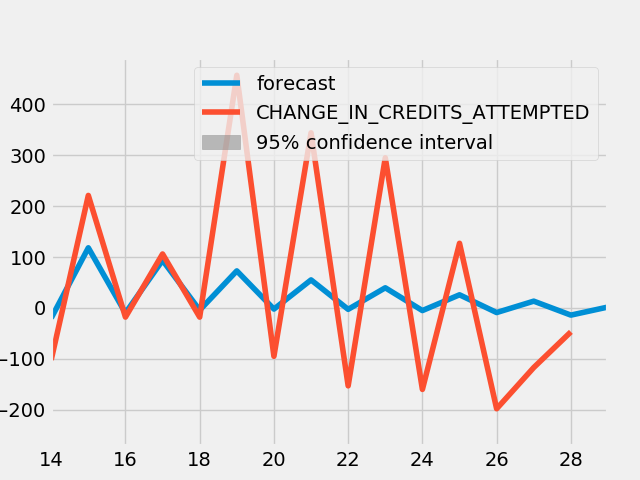 forecast
CHANGE_IN_CREDITS_ATTEMPTED
95% confidence interval
400
300
200
100
0
−100
−200
14 16 18 20 22 24 26 28